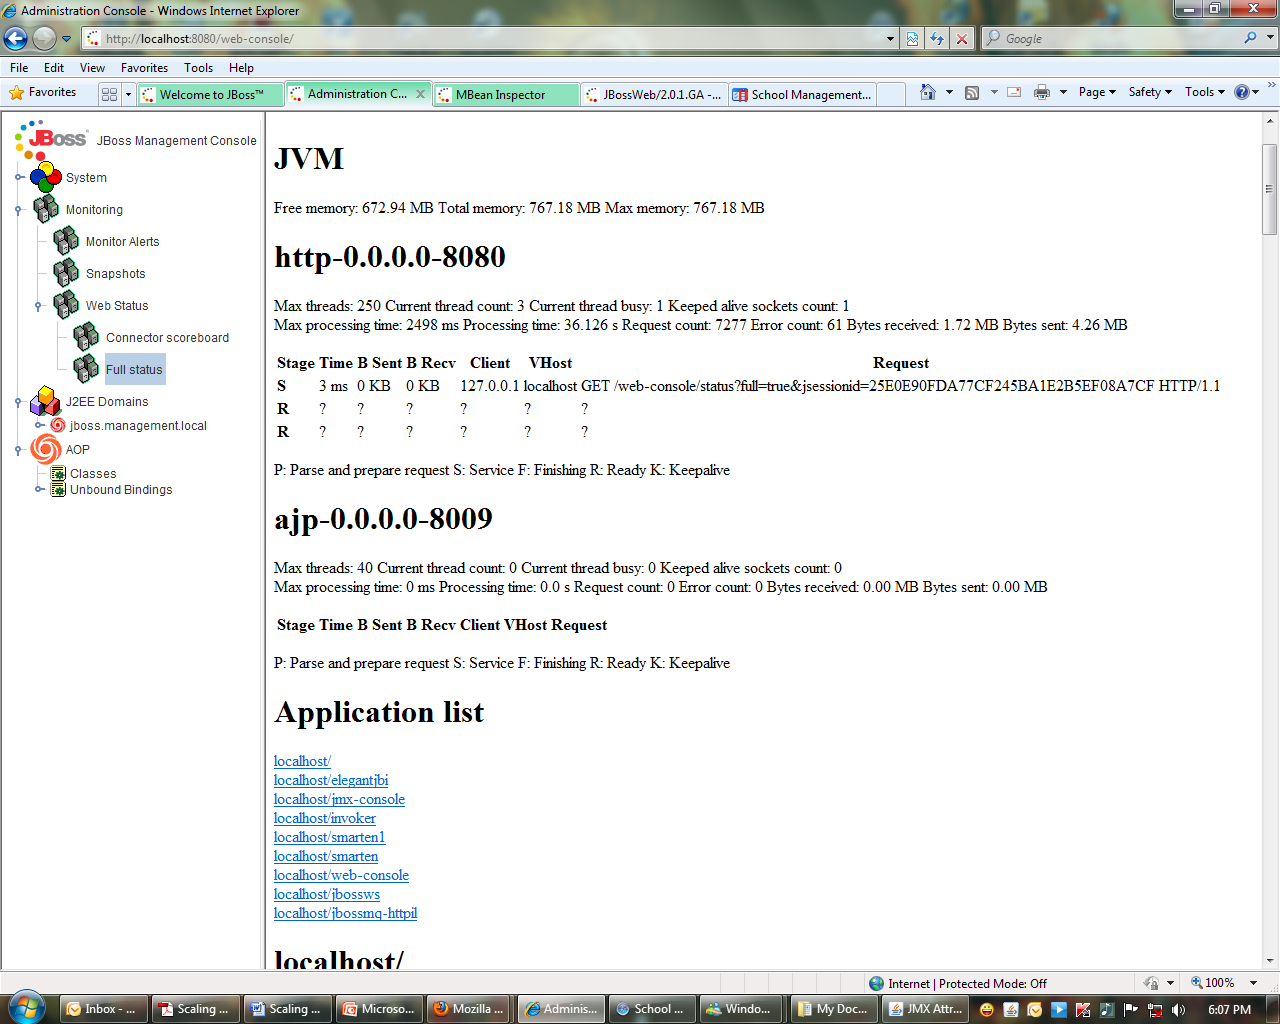 Administration Console - Windows Internet Explorer
http://localhost:8080/web-console/
Google
File Edit View Favorites Tools Help
Favorites
Welcome to JBoss™
Administration C...
MBean Inspector
JBossWeb/2.0.1.GA -...
School Management...
Page Safety Tools
JBoss
JBoss Management Console
System
Monitoring
Monitor Alerts
Snapshots
Web Status
Connector scoreboard
Full status
J2EE Domains
jboss.management.local
AOP
Classes
Unbound Bindings
JVM
Free memory: 672.94 MB Total memory: 767.18 MB Max memory: 767.18 MB
http-0.0.0.0-8080
Max threads: 250 Current thread count: 3 Current thread busy: 1 Keeped alive sockets count: 1
Max processing time: 2498 ms Processing time: 36.126 s Request count: 7277 Error count: 61 Bytes received: 1.72 MB Bytes sent: 4.26 MB
Stage Time B Sent B Recv Client VHost Request
S 3 ms 0 KB 0 KB 127.0.0.1 localhost GET /web-console/status?full=true&jsessionid=25E0E90FDA77CF245BA1E2B5EF08A7CF HTTP/1.1
R ? ? ? ? ? ?
R ? ? ? ? ? ?
P: Parse and prepare request S: Service F: Finishing R: Ready K: Keepalive
ajp-0.0.0.0-8009
Max threads: 40 Current thread count: 0 Current thread busy: 0 Keeped alive sockets count: 0
Max processing time: 0 ms Processing time: 0.0 s Request count: 0 Error count: 0 Bytes received: 0.00 MB Bytes sent: 0.00 MB
Stage Time B Sent B Recv Client VHost Request
P: Parse and prepare request S: Service F: Finishing R: Ready K: Keepalive
Application list
localhost/
localhost/elegantjbi
localhost/jmx-console
localhost/invoker
localhost/smarten1
localhost/smarten
localhost/web-console
localhost/jbossws
localhost/jbossmq-httpil
localhost/
Internet | Protected Mode: Off
100%
Inbox - ...
Scaling ...
Scaling ...
Microso...
Mozilla ...
Adminis...
School ...
Windo...
My Doc...
JMX Attr...
6:07 PM